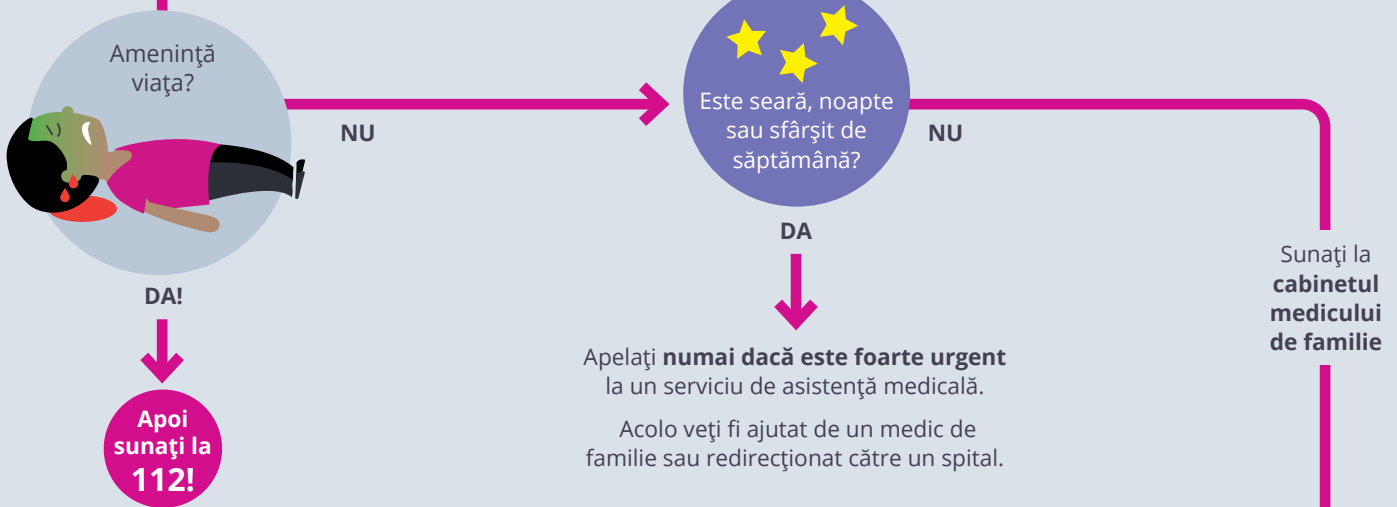 Ameninţă
viaţa?
NU
DA!
Apoi
sunaţi la
112!
Este seară, noapte
sau sfârşit de
săptămână?
NU
DA
Apelaţi numai dacă este foarte urgent
la un serviciu de asistenţă medicală.
Acolo veţi fi ajutat de un medic de
familie sau redirecţionat către un spital.
Sunaţi la
cabinetul
medicului
de familie